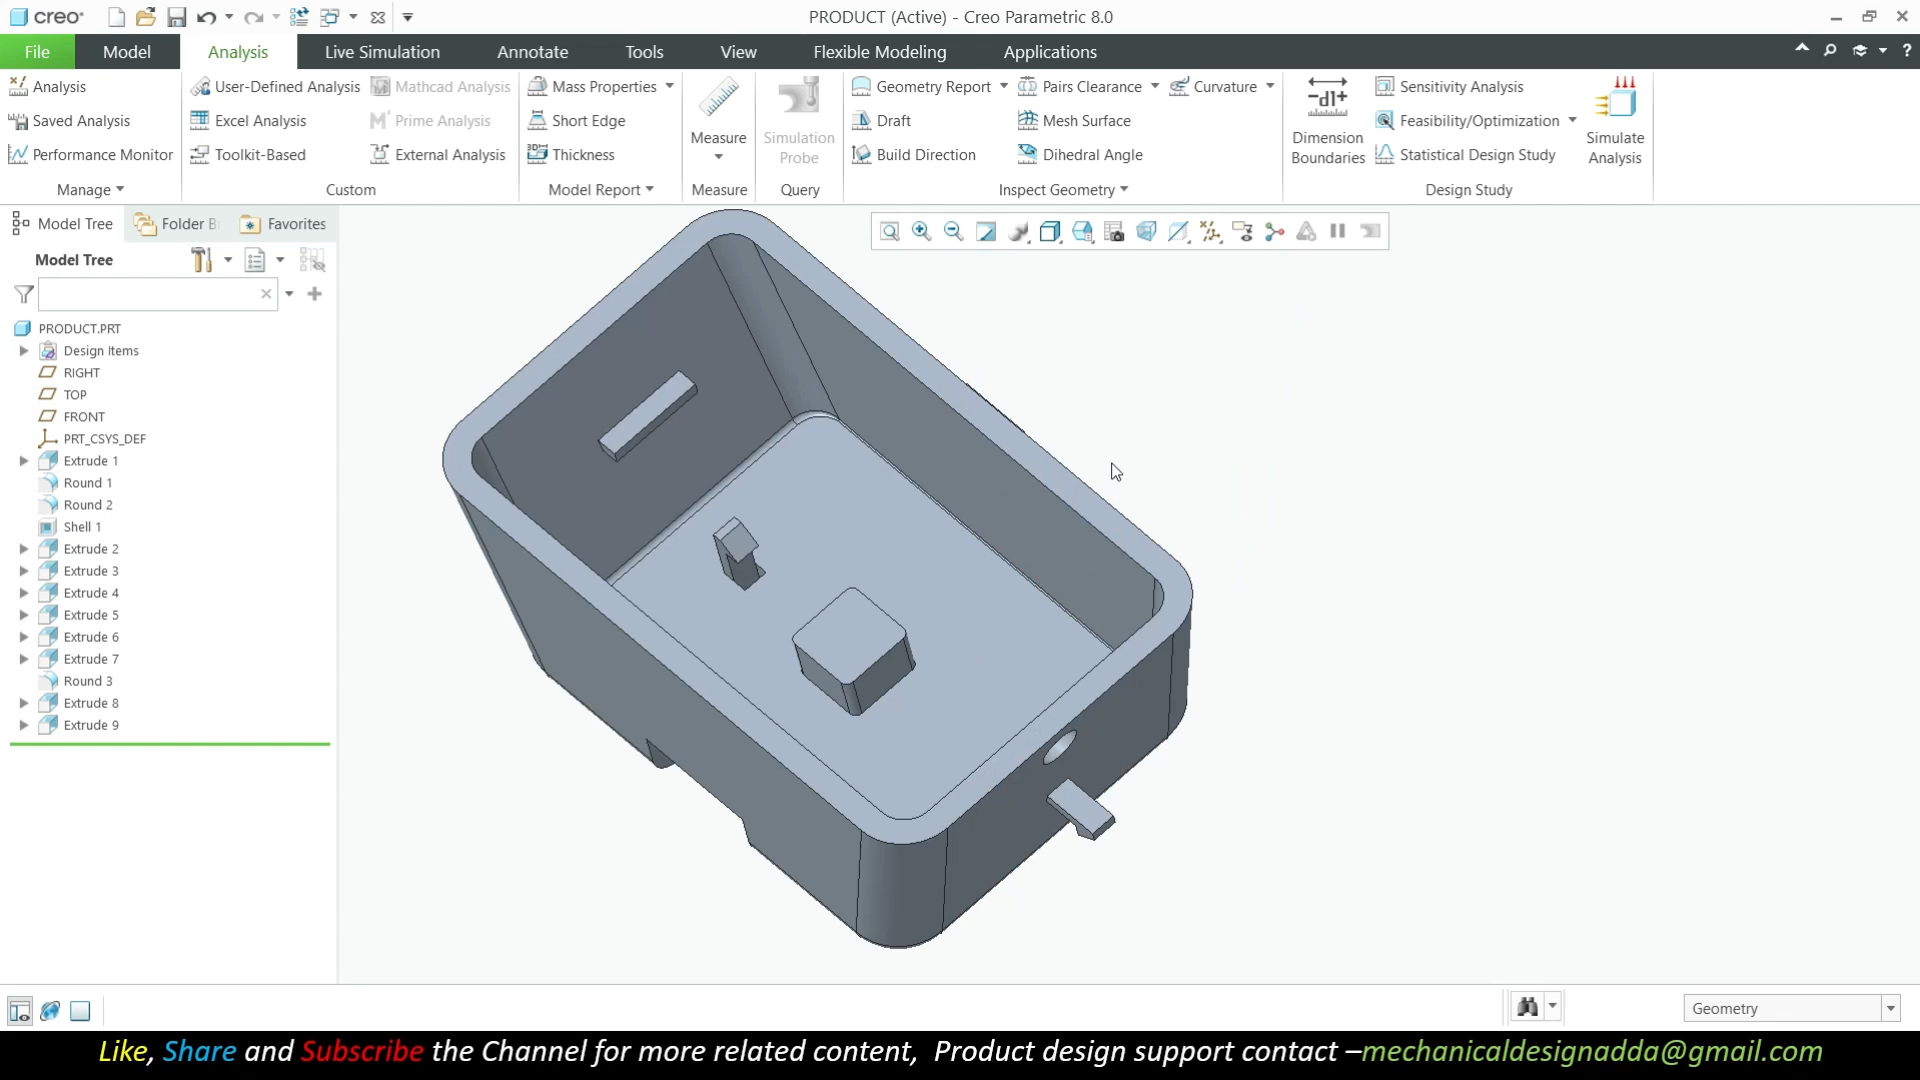 creo®
PRODUCT (Active) - Creo Parametric 8.0
File Model Analysis Live Simulation Annotate Tools View Flexible Modeling Applications
Analysis
Saved Analysis
Performance Monitor
Manage
User-Defined Analysis Mathcad Analysis
Excel Analysis Prime Analysis
Toolkit-Based External Analysis
Custom
Mass Properties
Short Edge
Thickness
Model Report
Measure
Measure
Simulation
Probe
Query
Geometry Report Pairs Clearance Curvature
Draft Mesh Surface
Build Direction Dihedral Angle
Inspect Geometry
Dimension
Boundaries
Sensitivity Analysis
Feasibility/Optimization
Statistical Design Study
Simulate
Analysis
Design Study
Model Tree Folder B Favorites
Model Tree
PRODUCT.PRT
Design Items
RIGHT
TOP
FRONT
PRT_CSYS_DEF
Extrude 1
Round 1
Round 2
Shell 1
Extrude 2
Extrude 3
Extrude 4
Extrude 5
Extrude 6
Extrude 7
Round 3
Extrude 8
Extrude 9
Geometry
Like, Share and Subscribe the Channel for more related content, Product design support contact –mechanicaldesignadda@gmail.com